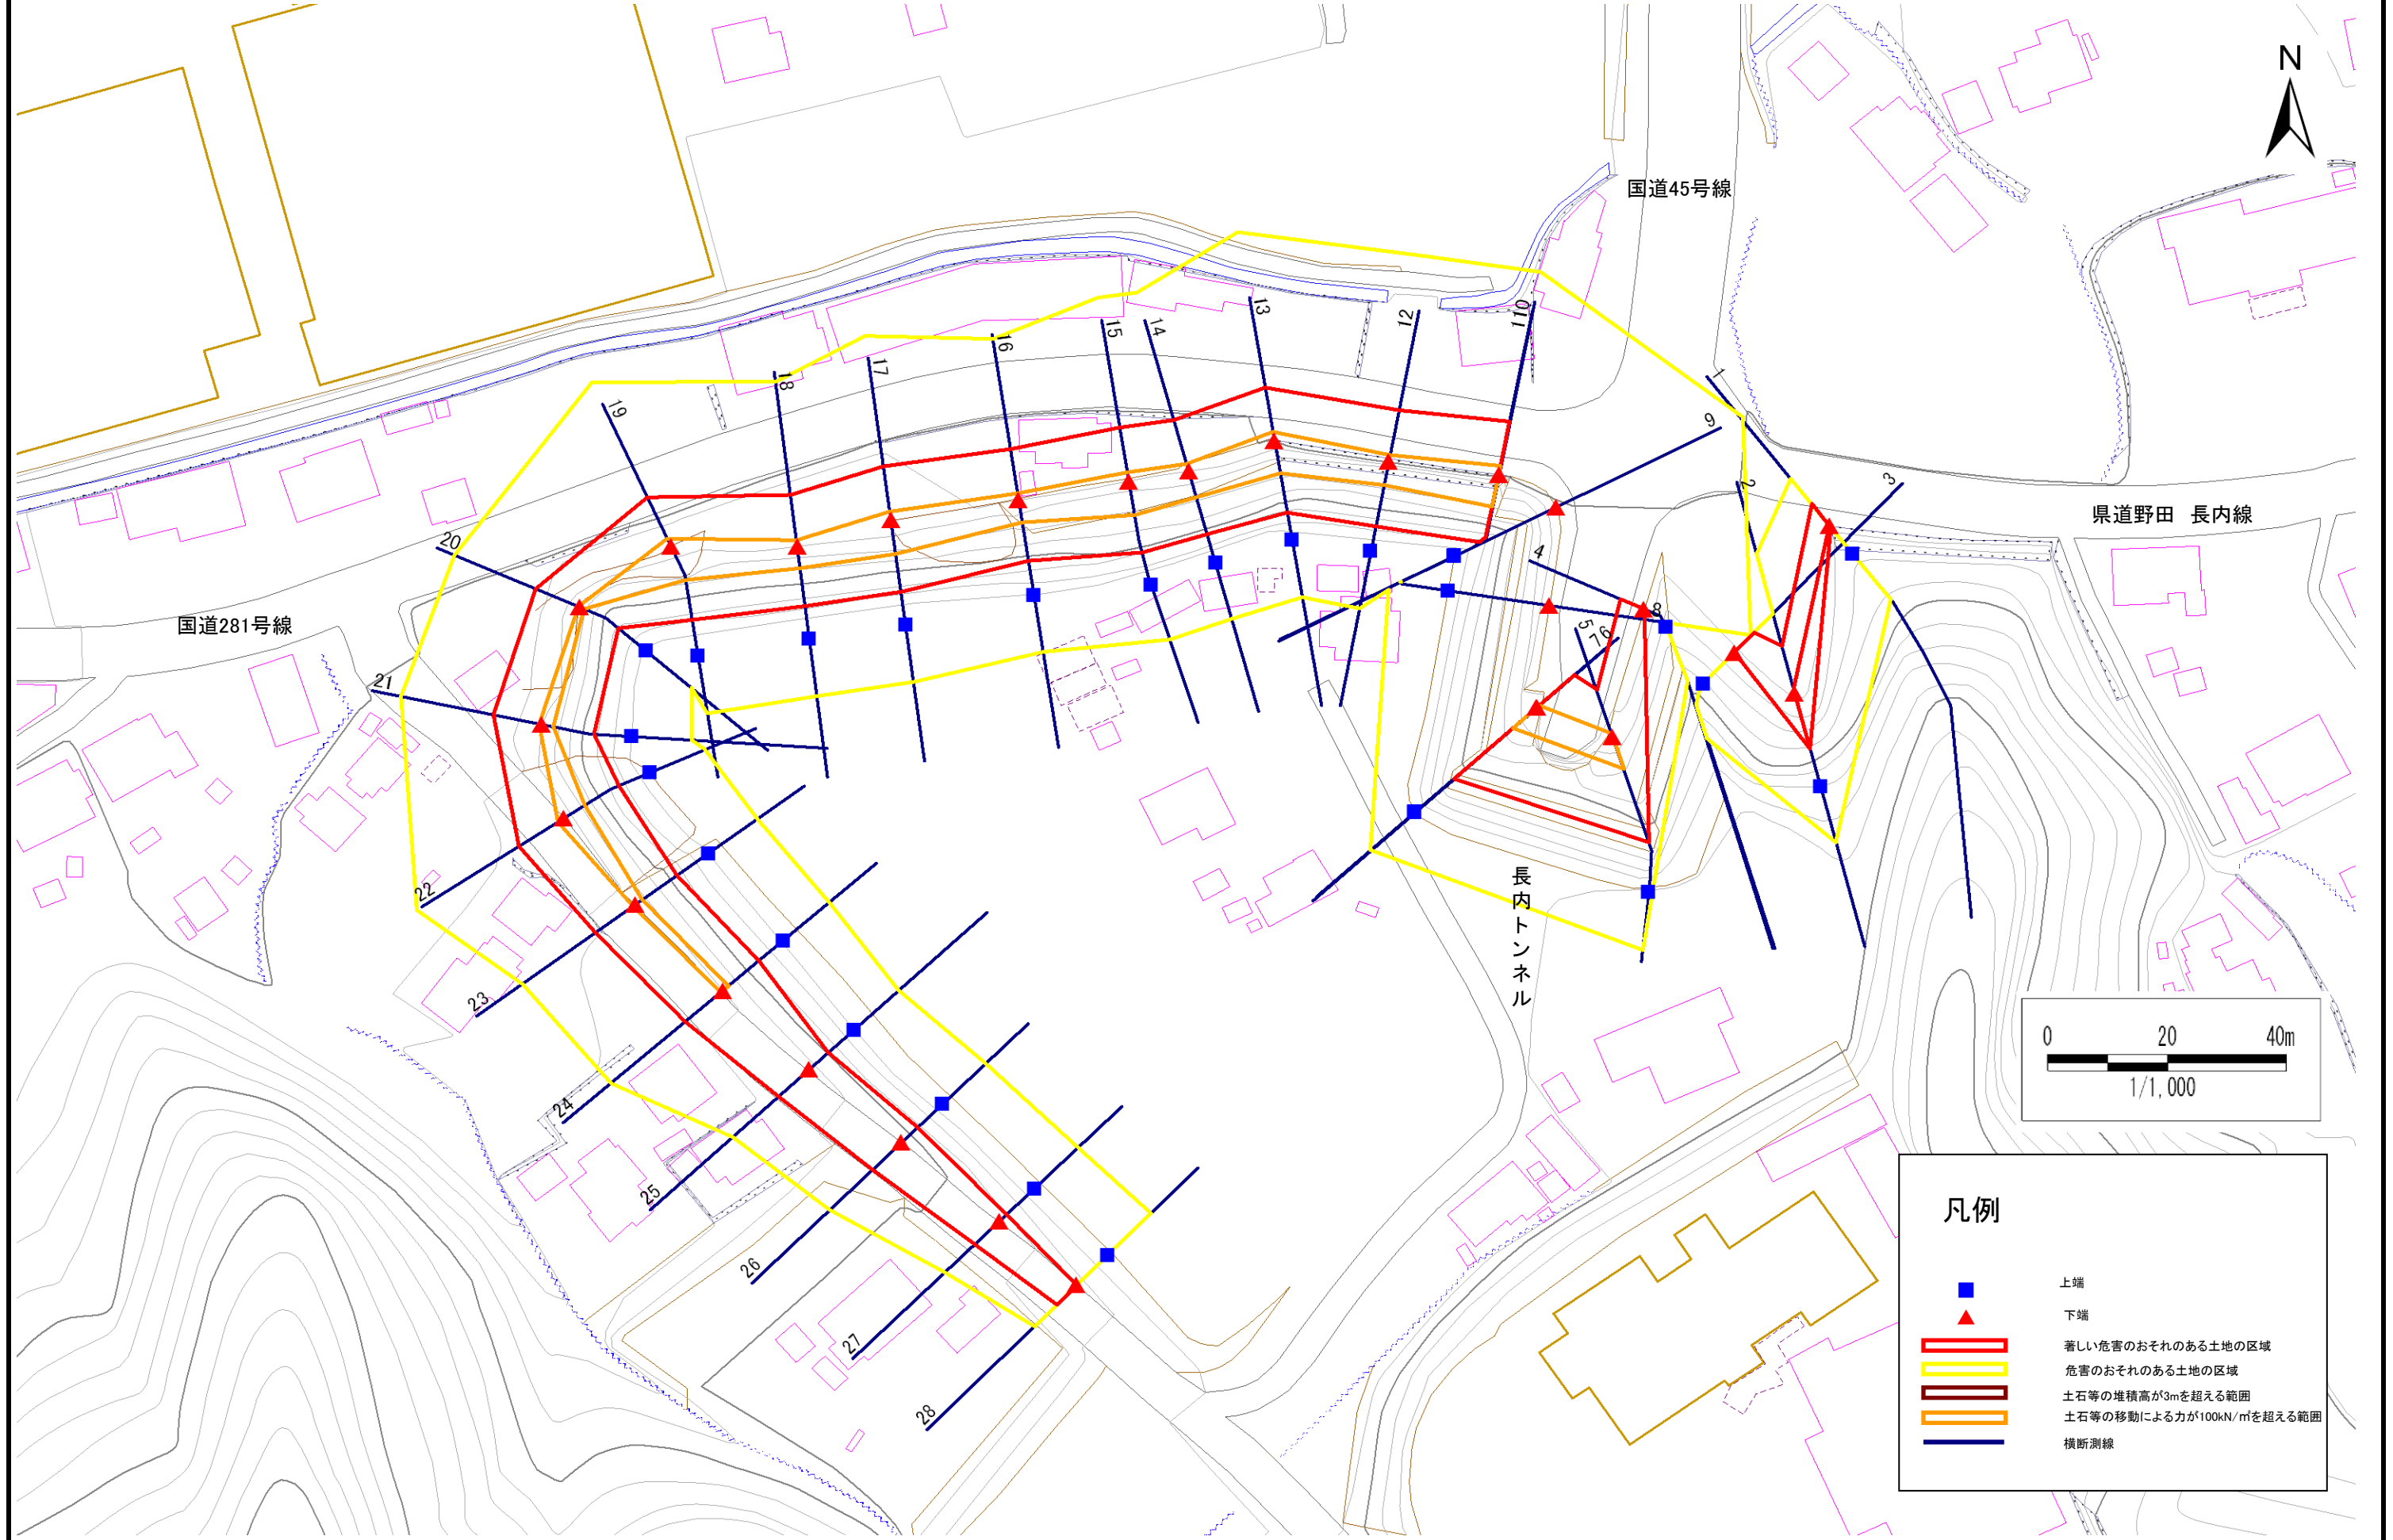 N
国道45号線
県道野田 長内線
国道281号線
長内トンネル
1
2
3
4
5
6
7
8
9
110
12
13
14
15
16
17
18
19
20
21
22
23
24
25
26
27
28
0 20 40m
1/1,000
凡例
上端
下端
著しい危害のおそれのある土地の区域
危害のおそれのある土地の区域
土石等の堆積高が3mを超える範囲
土石等の移動による力が100kN/㎡を超える範囲
横断測線